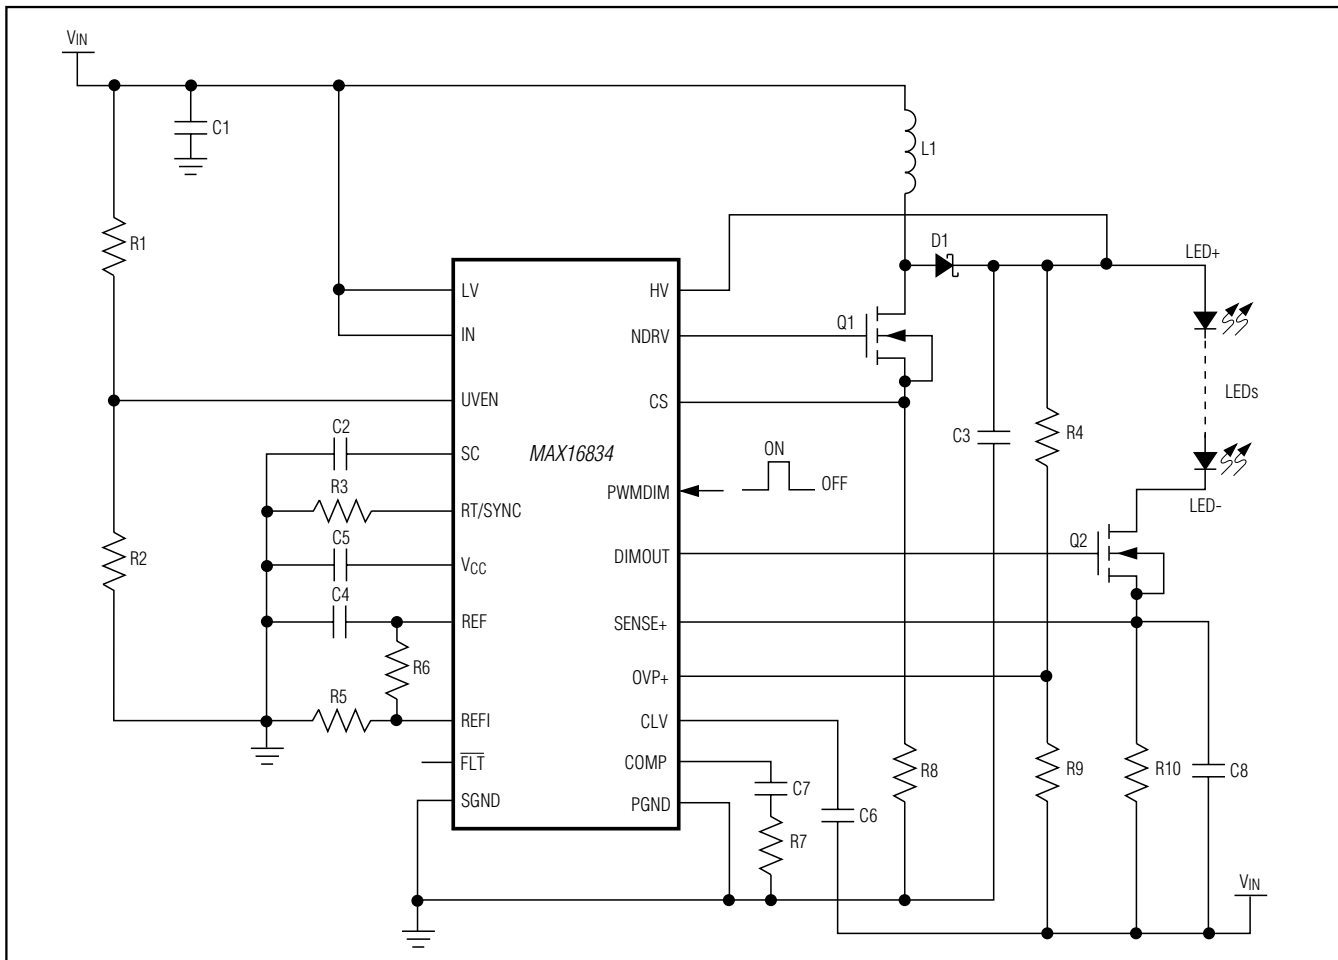 VIN
C1
L1
R1
D1
LED+
LV
HV
Q1
IN
NDRV
LEDs
UVEN
CS
C2
C3
R4
SC
MAX16834
ON
R3
PWMDIM
OFF
RT/SYNC
LED-
C5
Q2
R2
VCC
DIMOUT
C4
REF
SENSE+
R6
OVP+
R5
REFI
CLV
FLT
COMP
R8
R9
R10
C8
C7
SGND
PGND
C6
R7
VIN